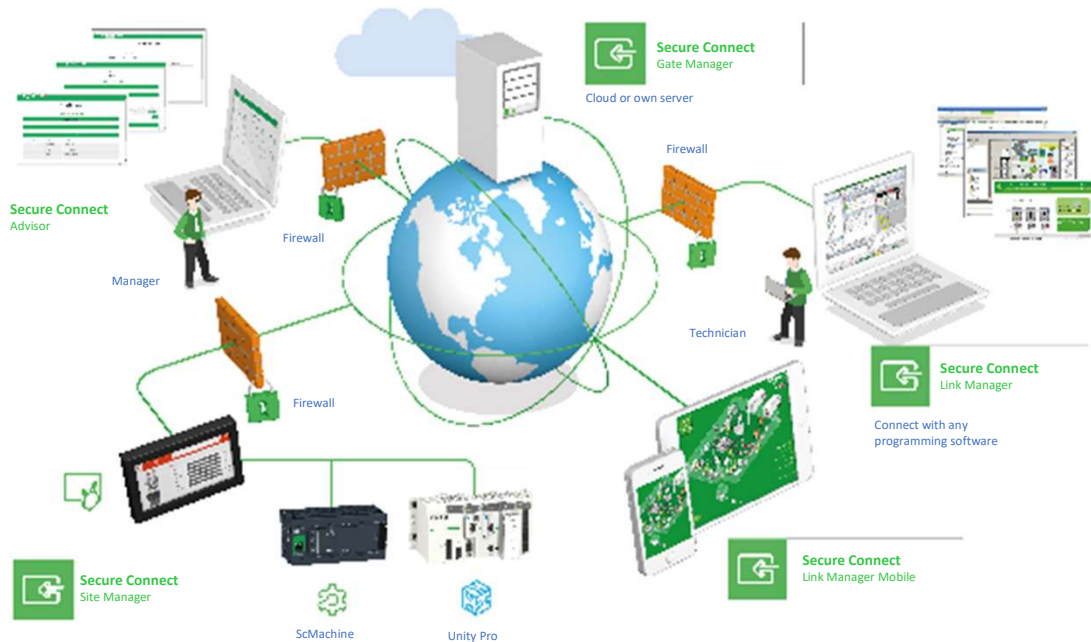 Secure Connect
Gate Manager
Cloud or own server
Firewall
Secure Connect
Advisor
Firewall
Manager
Technician
Secure Connect
Link Manager
Connect with any
programming software
Firewall
Secure Connect
Site Manager
ScMachine
Unity Pro
Secure Connect
Link Manager Mobile